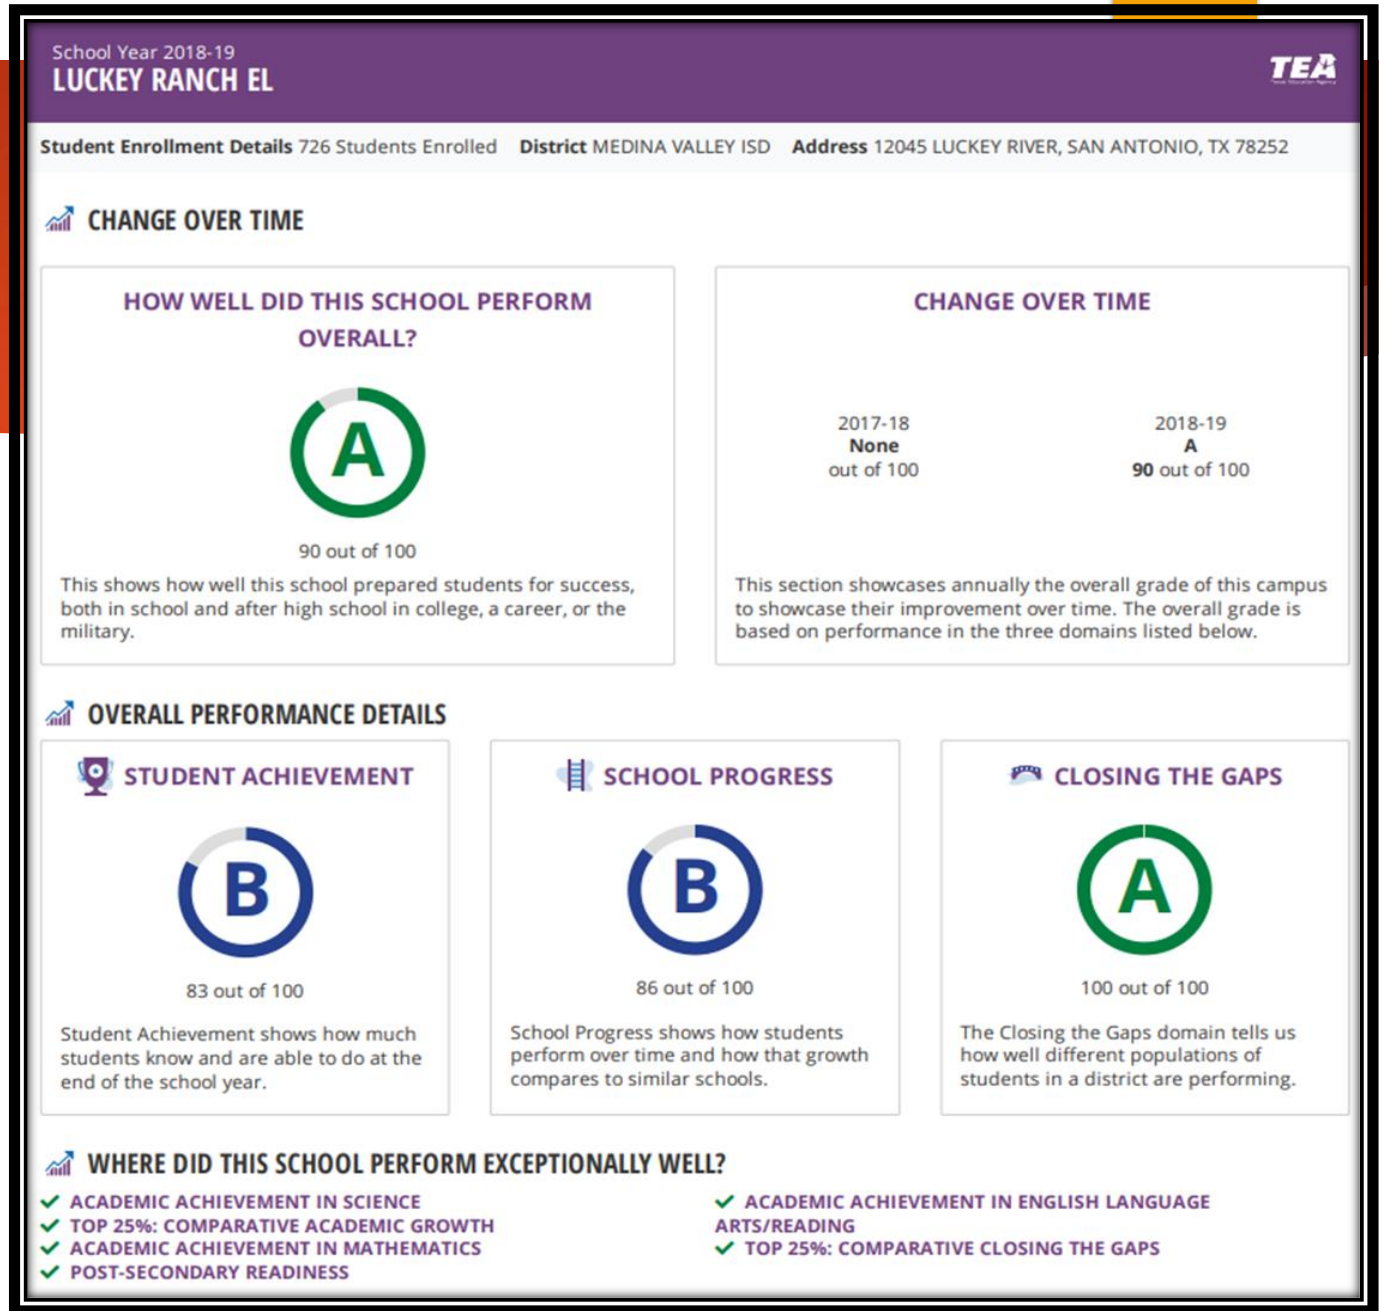 School Year 2018-19
LUCKEY RANCH EL
TEA
Student Enrollment Details 726 Students Enrolled District MEDINA VALLEY ISD Address 12045 LUCKEY RIVER, SAN ANTONIO, TX 78252
CHANGE OVER TIME
HOW WELL DID THIS SCHOOL PERFORM
OVERALL?
A
90 out of 100
This shows how well this school prepared students for success,
both in school and after high school in college, a career, or the
military.
CHANGE OVER TIME
2017-18
None
out of 100
2018-19
A
90 out of 100
This section showcases annually the overall grade of this campus
to showcase their improvement over time. The overall grade is
based on performance in the three domains listed below.
OVERALL PERFORMANCE DETAILS
STUDENT ACHIEVEMENT
B
83 out of 100
Student Achievement shows how much
students know and are able to do at the
end of the school year.
SCHOOL PROGRESS
B
86 out of 100
School Progress shows how students
perform over time and how that growth
compares to similar schools.
CLOSING THE GAPS
A
100 out of 100
The Closing the Gaps domain tells us
how well different populations of
students in a district are performing.
WHERE DID THIS SCHOOL PERFORM EXCEPTIONALLY WELL?
ACADEMIC ACHIEVEMENT IN SCIENCE
TOP 25%: COMPARATIVE ACADEMIC GROWTH
ACADEMIC ACHIEVEMENT IN MATHEMATICS
POST-SECONDARY READINESS
ACADEMIC ACHIEVEMENT IN ENGLISH LANGUAGE
ARTS/READING
TOP 25%: COMPARATIVE CLOSING THE GAPS